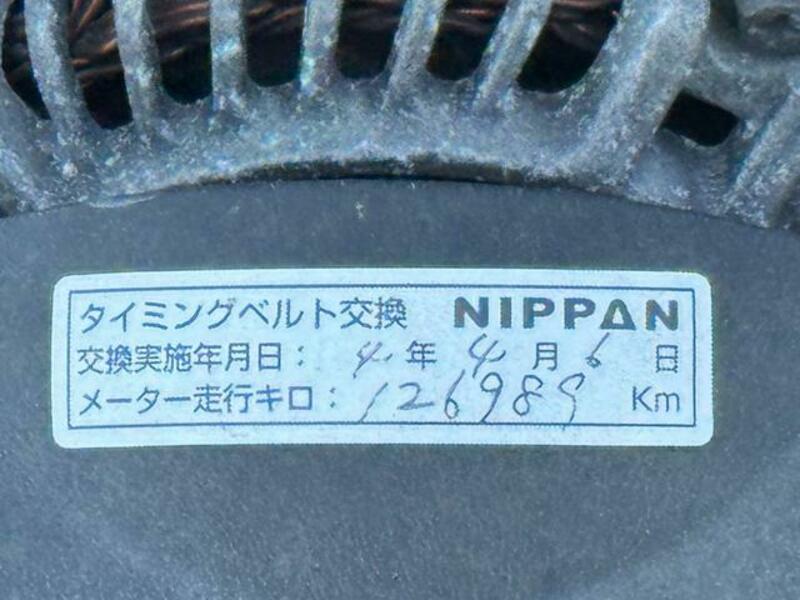 タイミングベルト交換 NIPPAN
交換実施年月日：4年4月6日
メーター走行キロ：126989 Km